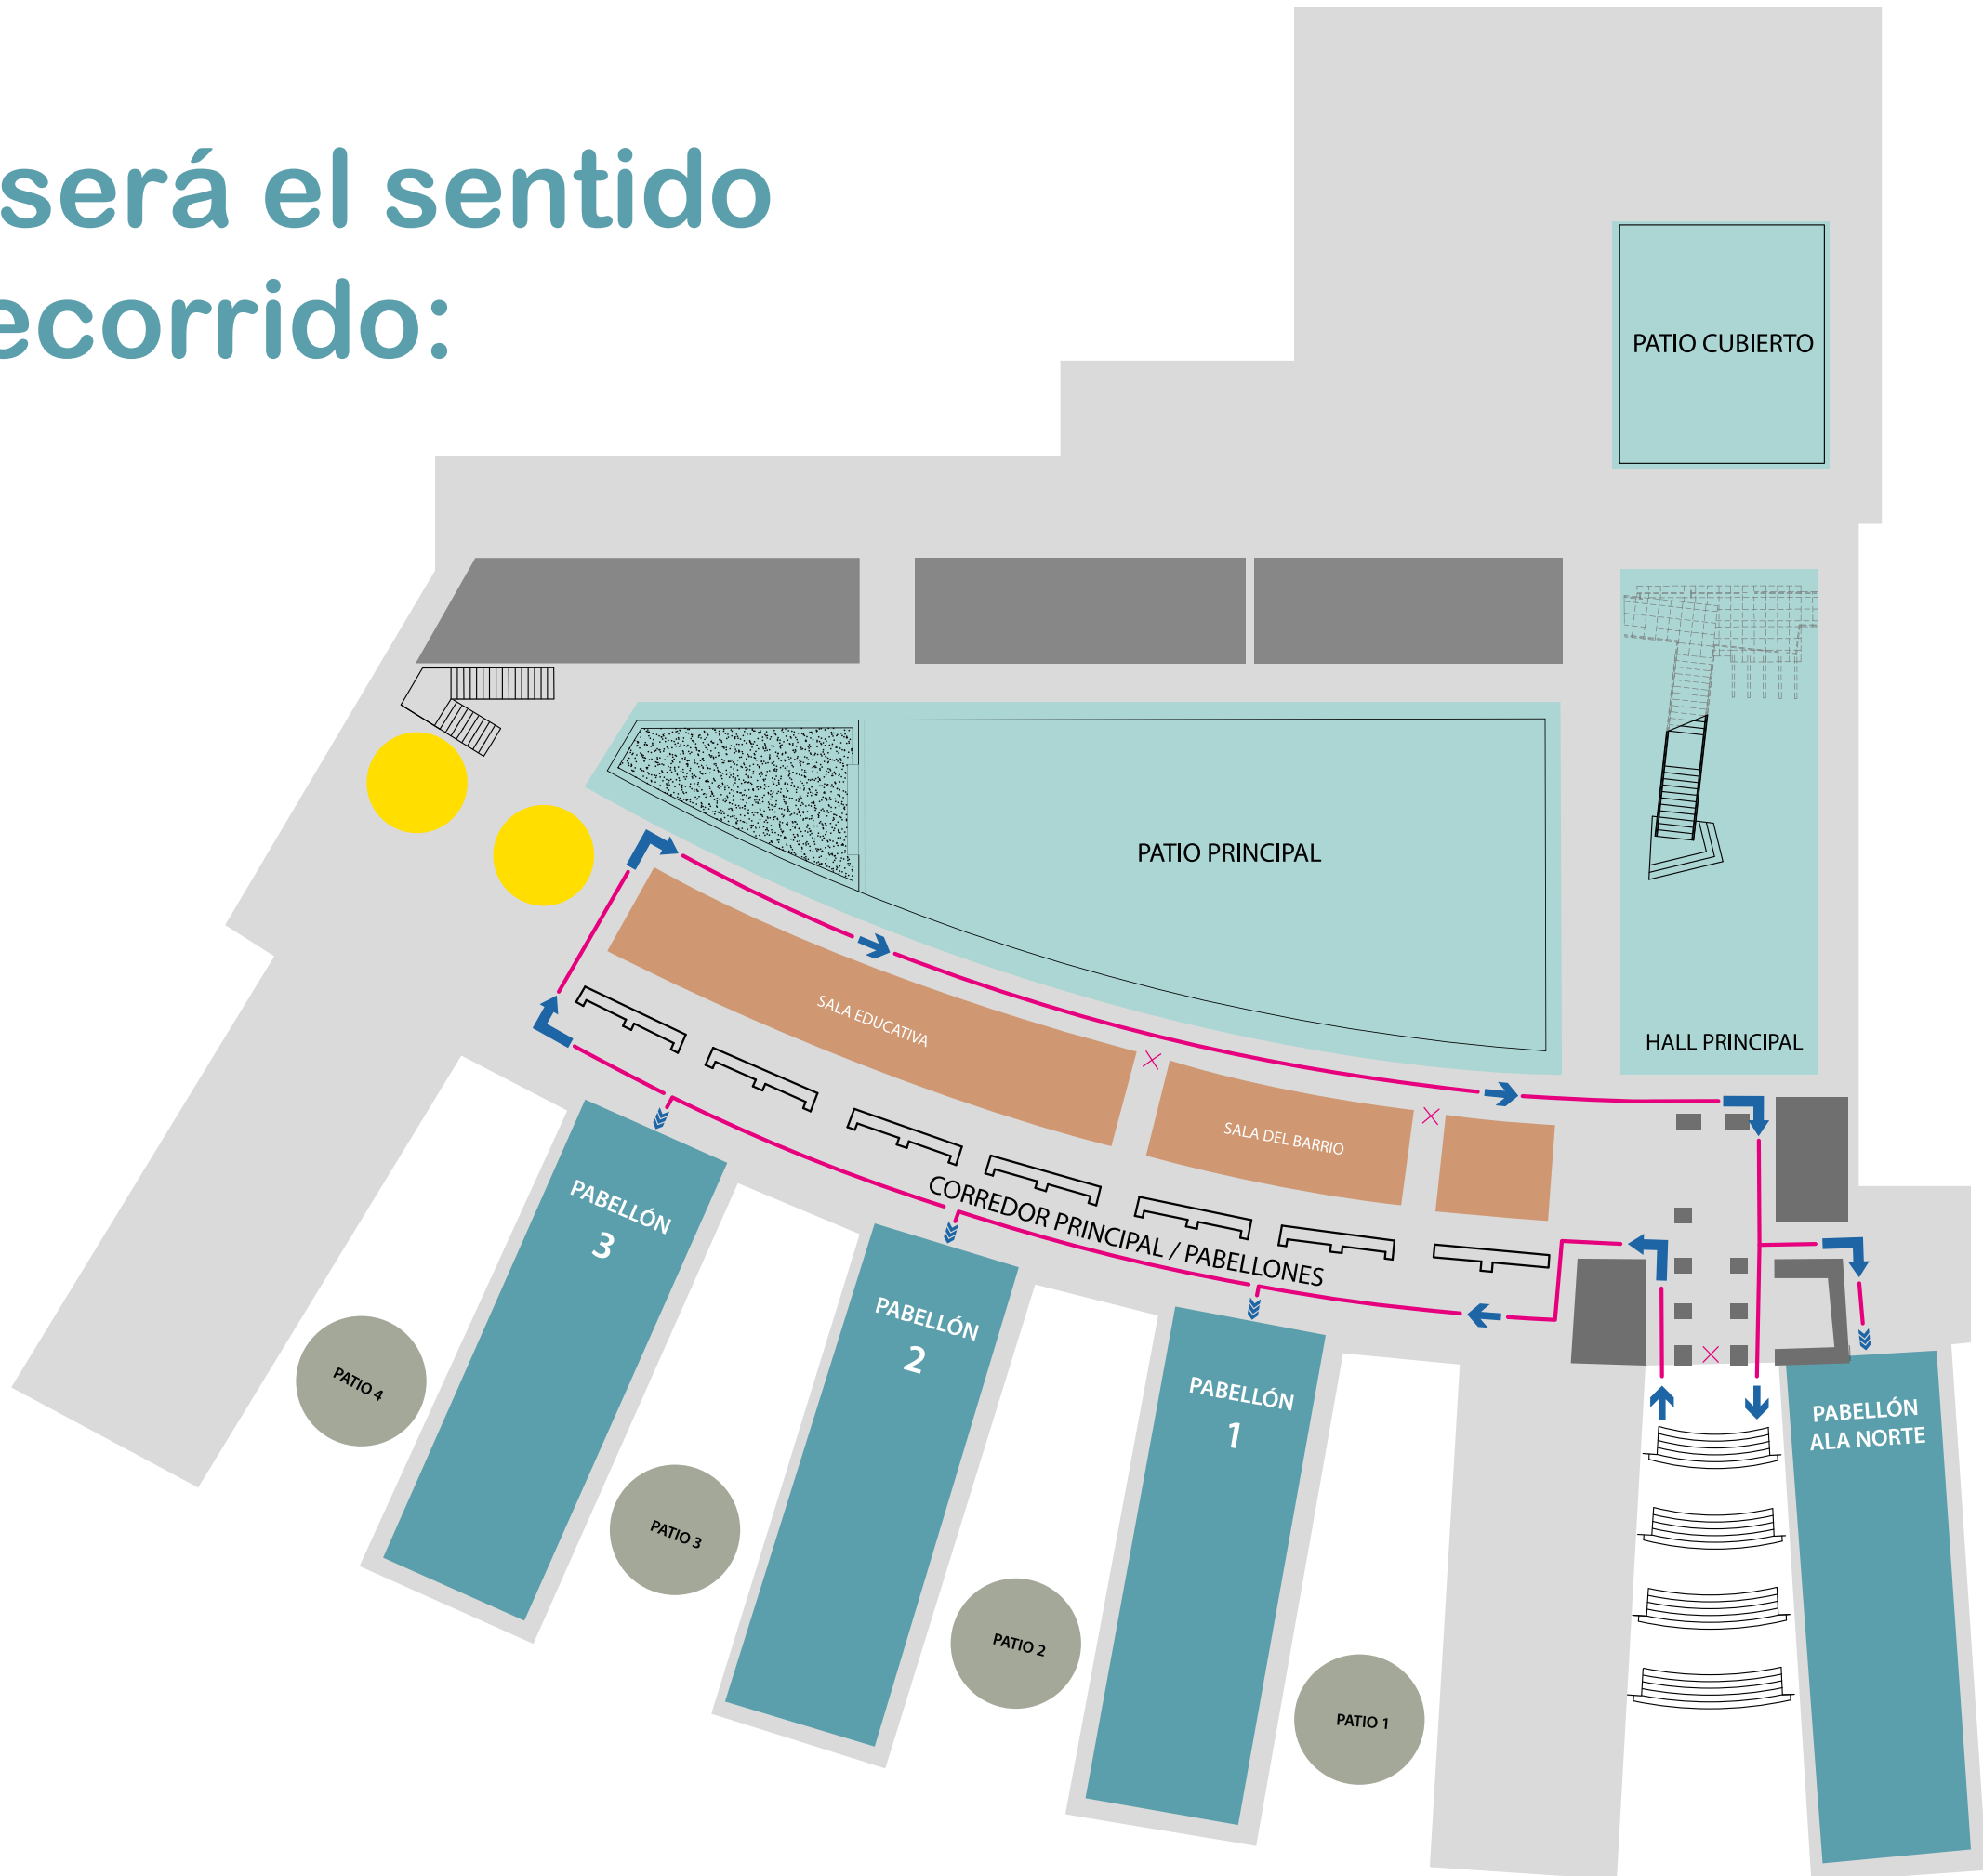 será el sentido
ecorrido:
PATIO CUBIERTO
PATIO PRINCIPAL
HALL PRINCIPAL
SALA EDUCATIVA
SALA DEL BARRIO
CORREDOR PRINCIPAL / PABELLONES
PABELLÓN
3
PABELLÓN
2
PABELLÓN
1
PABELLÓN
ALA NORTE
PATIO 4
PATIO 3
PATIO 2
PATIO 1